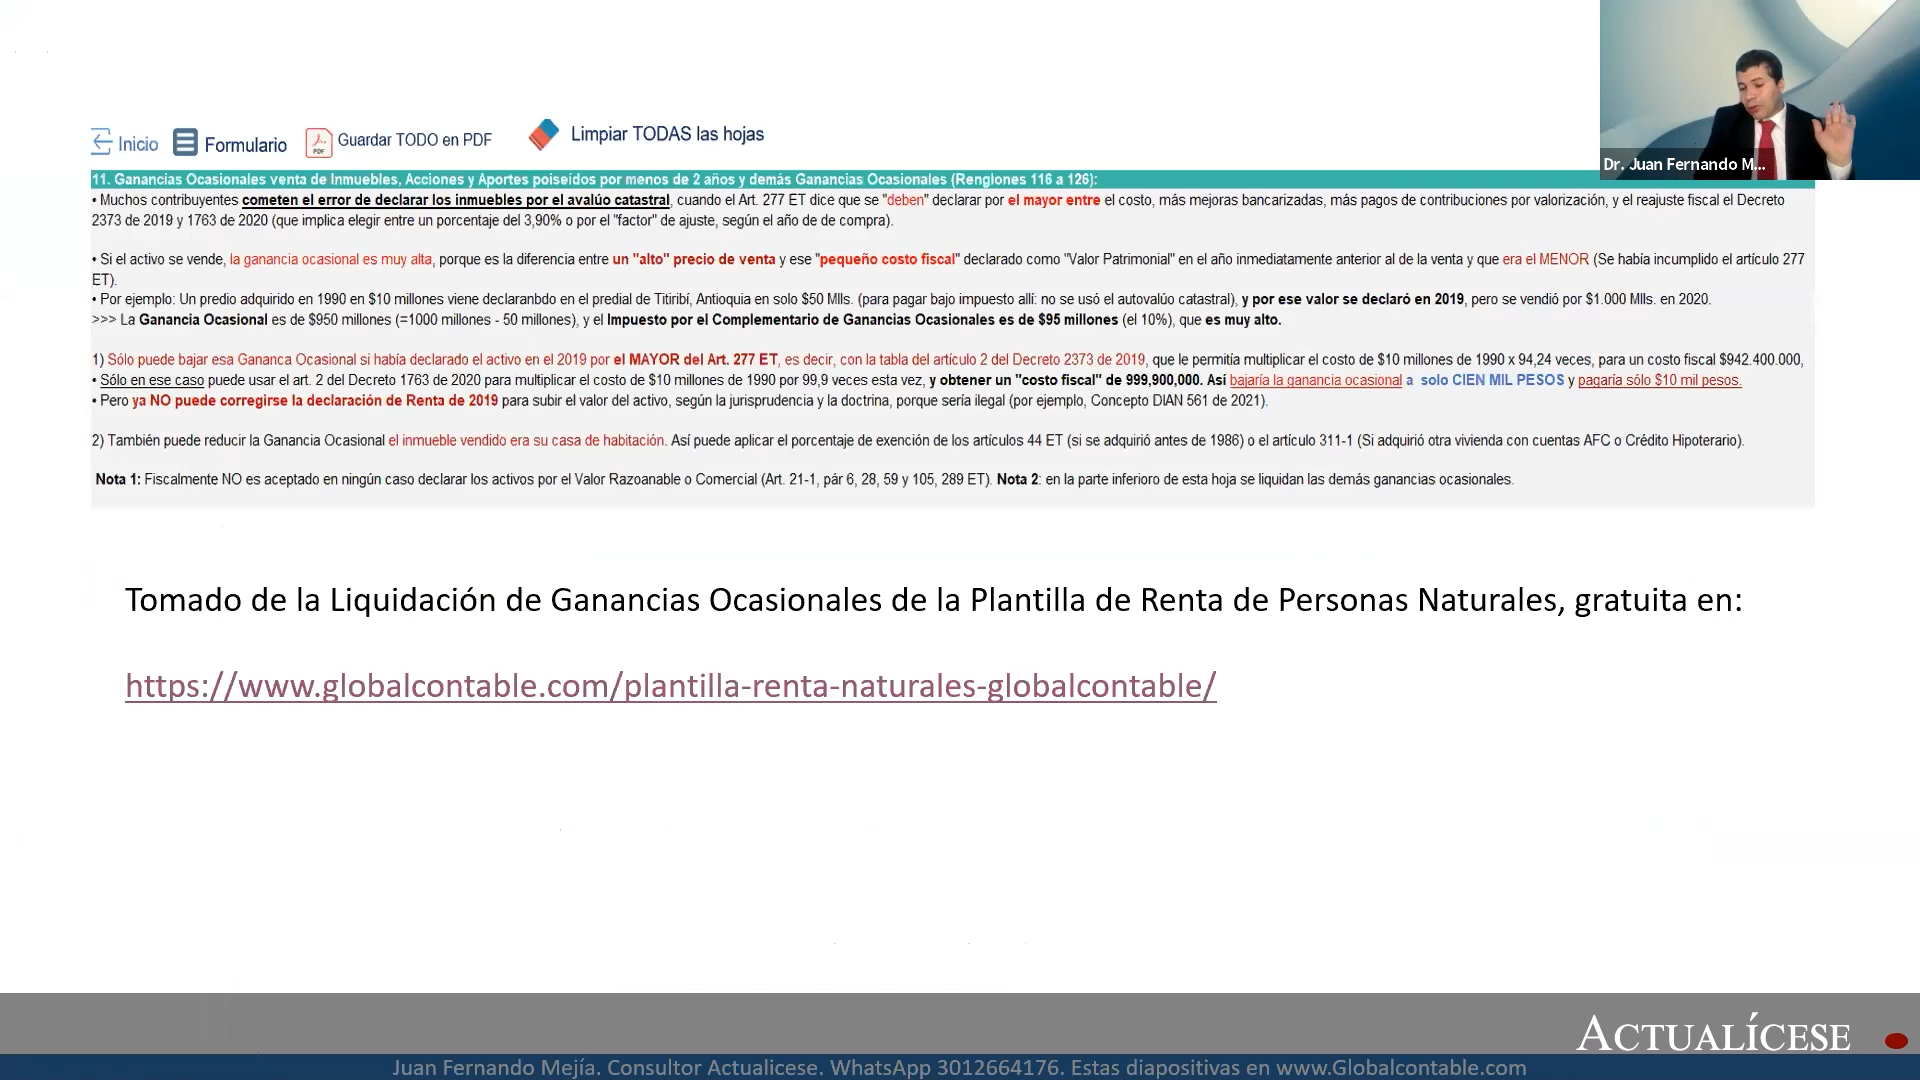 Dr. Juan Fernando M...
Inicio Formulario Guardar TODO en PDF Limpiar TODAS las hojas
11. Ganancias Ocasionales venta de Inmuebles, Acciones y Aportes poiseídos por menos de 2 años y demás Ganancias Ocasionales (Renglones 116 a 126):
• Muchos contribuyentes cometen el error de declarar los inmuebles por el avalúo catastral, cuando el Art. 277 ET dice que se "deben" declarar por el mayor entre el costo, más mejoras bancarizadas, más pagos de contribuciones por valorización, y el reajuste fiscal el Decreto
2373 de 2019 y 1763 de 2020 (que implica elegir entre un porcentaje del 3,90% o por el "factor" de ajuste, según el año de de compra).
• Si el activo se vende, la ganancia ocasional es muy alta, porque es la diferencia entre un "alto" precio de venta y ese "pequeño costo fiscal" declarado como "Valor Patrimonial" en el año inmediatamente anterior al de la venta y que era el MENOR (Se había incumplido el artículo 277
ET).
• Por ejemplo: Un predio adquirido en 1990 en $10 millones viene declaranbdo en el predial de Titiribí, Antioquia en solo $50 Mlls. (para pagar bajo impuesto allí: no se usó el autovalúo catastral), y por ese valor se declaró en 2019, pero se vendió por $1.000 Mlls. en 2020.
>>> La Ganancia Ocasional es de $950 millones (=1000 millones - 50 millones), y el Impuesto por el Complementario de Ganancias Ocasionales es de $95 millones (el 10%), que es muy alto.
1) Sólo puede bajar esa Gananca Ocasional si había declarado el activo en el 2019 por el MAYOR del Art. 277 ET, es decir, con la tabla del artículo 2 del Decreto 2373 de 2019, que le permitía multiplicar el costo de $10 millones de 1990 x 94,24 veces, para un costo fiscal $942.400.000,
• Sólo en ese caso puede usar el art. 2 del Decreto 1763 de 2020 para multiplicar el costo de $10 millones de 1990 por 99,9 veces esta vez, y obtener un "costo fiscal" de 999,900,000. Así bajaría la ganancia ocasional a solo CIEN MIL PESOS y pagaría sólo $10 mil pesos.
• Pero ya NO puede corregirse la declaración de Renta de 2019 para subir el valor del activo, según la jurisprudencia y la doctrina, porque sería ilegal (por ejemplo, Concepto DIAN 561 de 2021).
2) También puede reducir la Ganancia Ocasional el inmueble vendido era su casa de habitación. Así puede aplicar el porcentaje de exención de los artículos 44 ET (si se adquirió antes de 1986) o el artículo 311-1 (Si adquirió otra vivienda con cuentas AFC o Crédito Hipoterario).
Nota 1: Fiscalmente NO es aceptado en ningún caso declarar los activos por el Valor Razoanable o Comercial (Art. 21-1, pár 6, 28, 59 y 105, 289 ET). Nota 2: en la parte inferioro de esta hoja se liquidan las demás ganancias ocasionales.
Tomado de la Liquidación de Ganancias Ocasionales de la Plantilla de Renta de Personas Naturales, gratuita en:
https://www.globalcontable.com/plantilla-renta-naturales-globalcontable/
ACTUALÍCESE
Juan Fernando Mejía. Consultor Actualicese. WhatsApp 3012664176. Estas diapositivas en www.Globalcontable.com